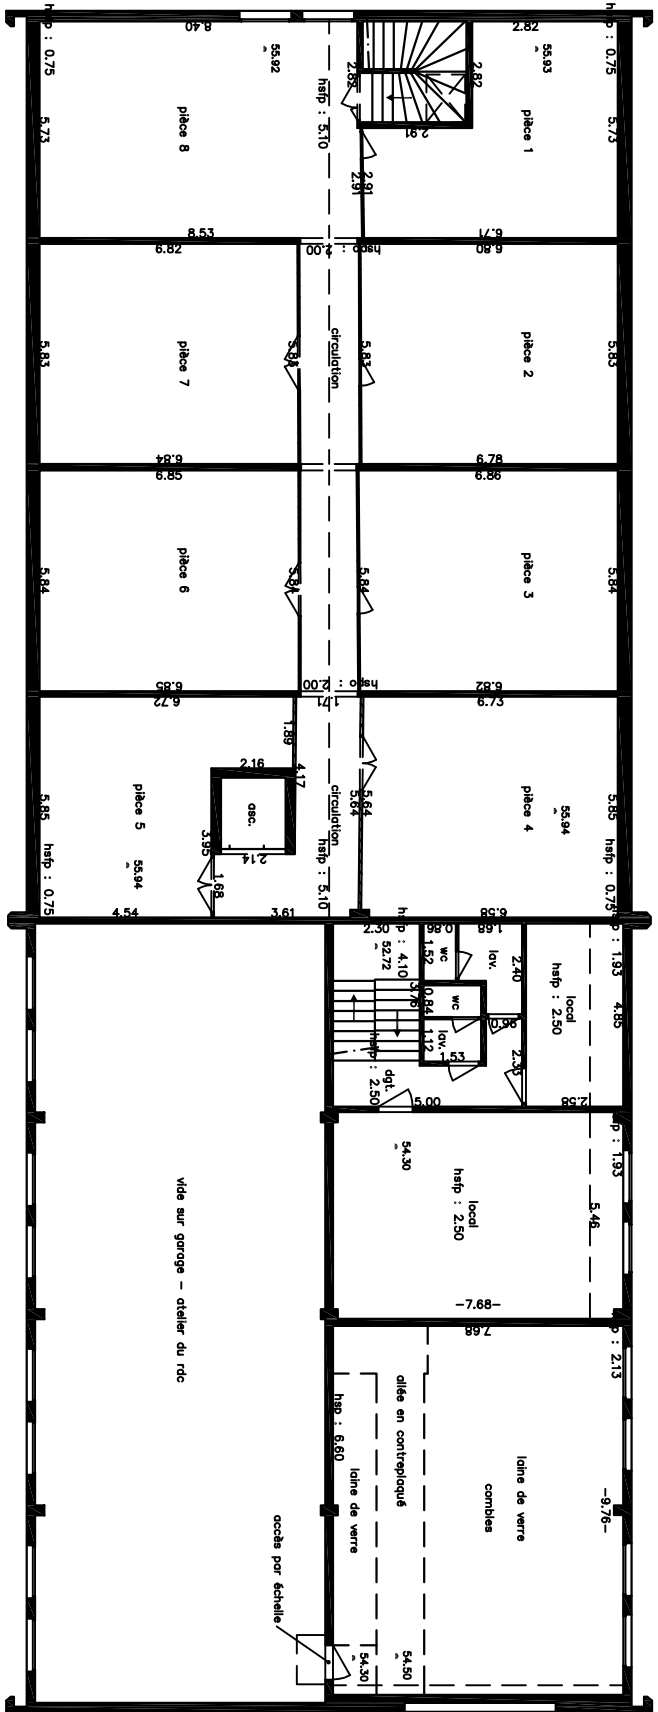 hsfp : 0.75
8.40
55.92
2.82
55.93
hsfp : 0.75
2.82
2.82
hsfp : 5.10
pièce 8
pièce 1
5.73
5.73
2.91
2.91
2.91
8.53
6.71
6.82
hspo : 2.00
6.80
circulation
5.83
pièce 7
5.83
pièce 2
5.83
6.84
6.78
6.85
6.86
5.84
pièce 6
5.84
5.84
pièce 3
5.84
6.85
hspo : 2.00
6.82
6.72
1.71
6.73
1.89
2.16
4.17
5.85
pièce 5
asc.
circulation
5.64
5.64
pièce 4
55.94
5.85
3.95
2.14
hsfp : 0.75
55.94
1.68
hsfp : 5.10
hsfp : 0.75
4.54
3.61
6.58
2.30
0.86
1.68
hsfp : 4.10
52.72
1.52
wc
lav.
2.40
local
hsfp : 2.50
1.93
4.85
3.76
0.84
wc
0.96
1.12
lav.
1.53
2.33
hsfp : 2.50
dgt.
5.00
2.58
54.30
1.93
local
hsfp : 2.50
5.46
vide sur garage - atelier du rdc
-7.68-
7.68
: 2.13
allée en contreplaqué
hsp : 6.60
laine de verre
laine de verre
combles
-9.76-
accès par échelle
54.30
54.50